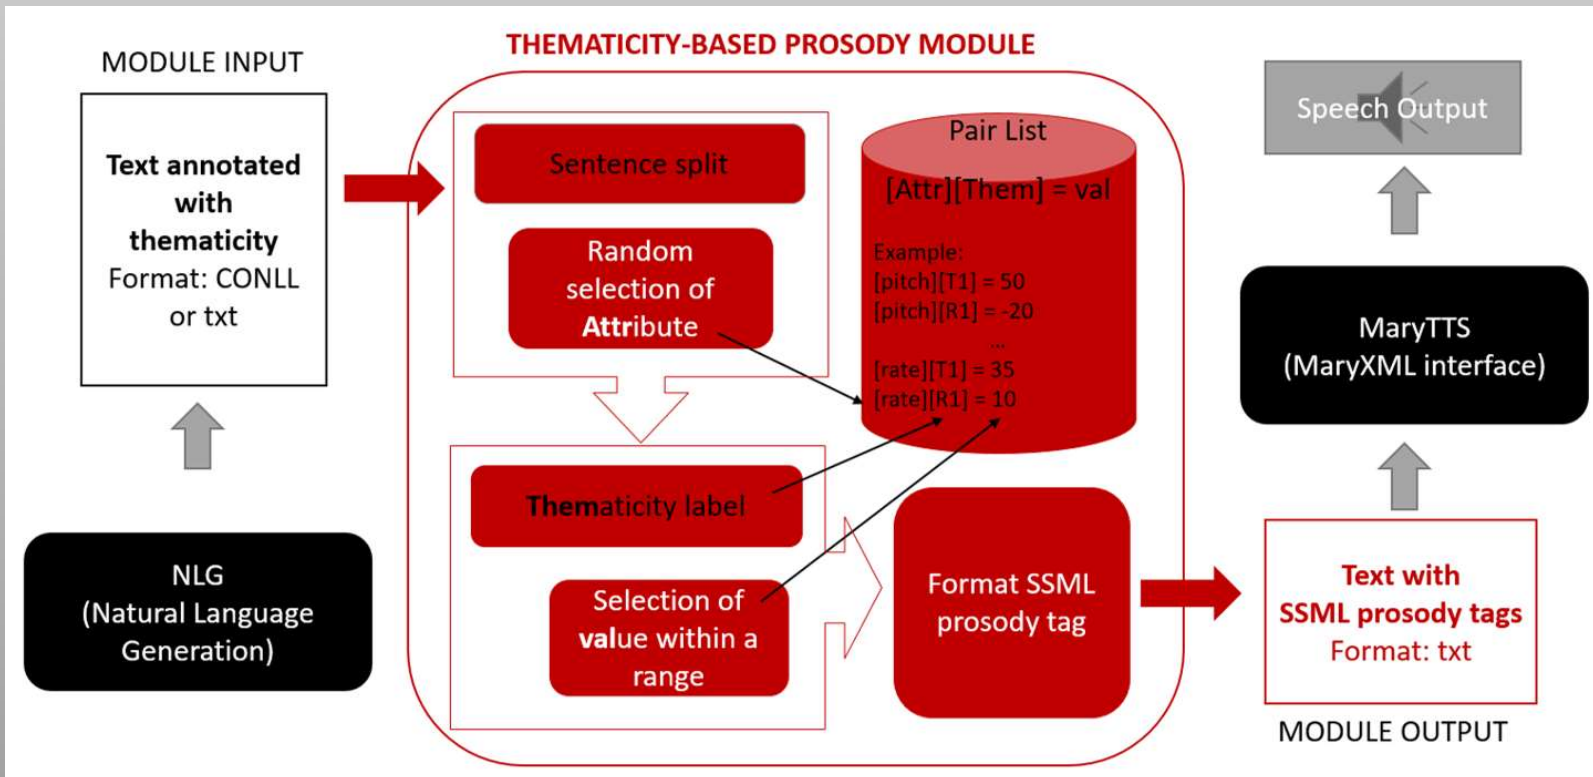 THEMATICITY-BASED PROSODY MODULE
MODULE INPUT
Text annotated
with
thematicity
Format: CONLL
or txt
NLG
(Natural Language
Generation)
Sentence split
Random
selection of
Attribute
Thematicity label
Selection of
value within a
range
Pair List
[Attr][Them] = val
Example:
[pitch][T1] = 50
[pitch][R1] = -20
...
[rate][T1] = 35
[rate][R1] = 10
Format SSML
prosody tag
Speech Output
MaryTTS
(MaryXML interface)
Text with
SSML prosody tags
Format: txt
MODULE OUTPUT